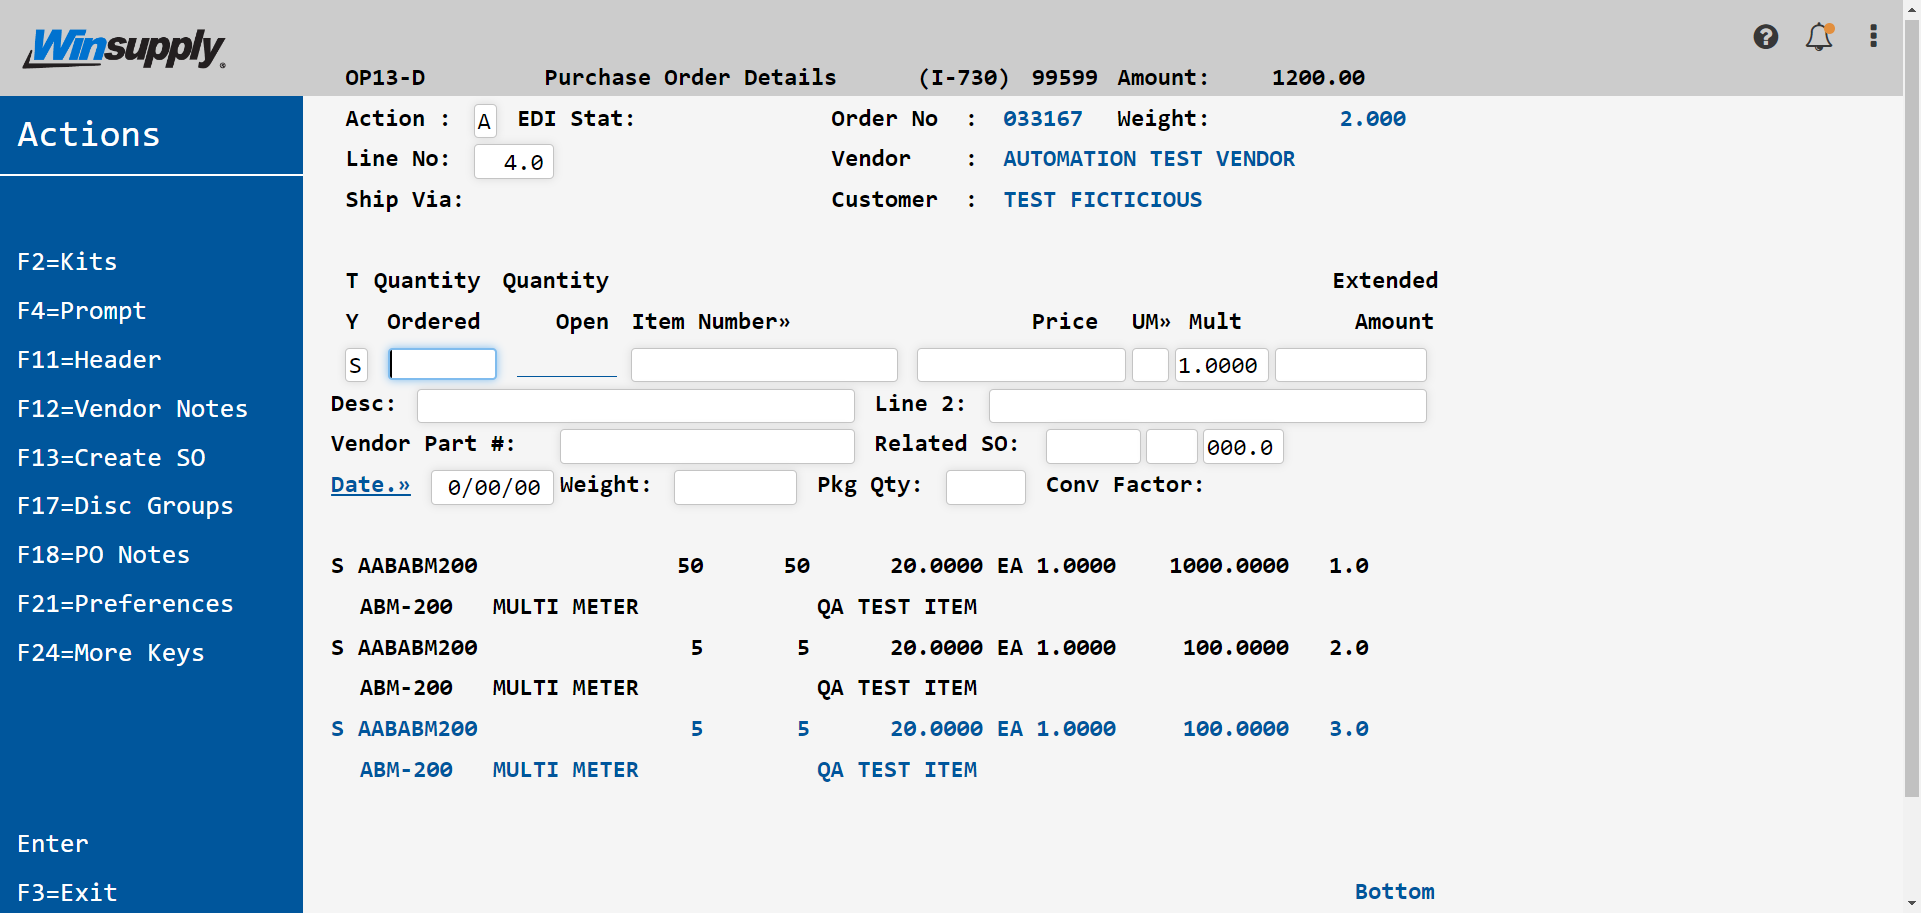 Winsupply
OP13-D Purchase Order Details (I-730) 99599 Amount: 1200.00
Actions
Action : A EDI Stat: Order No : 033167 Weight: 2.000
Line No: 4.0 Vendor : AUTOMATION TEST VENDOR
Ship Via: Customer : TEST FICTICIOUS
F2=Kits
F4=Prompt
F11=Header
F12=Vendor Notes
F13=Create SO
F17=Disc Groups
F18=PO Notes
F21=Preferences
F24=More Keys
Enter
F3=Exit
T Quantity Quantity Extended
Y Ordered Open Item Number» Price UM» Mult Amount
S 1.0000
Desc: Line 2:
Vendor Part #: Related SO: 000.0
Date.» 0/00/00 Weight: Pkg Qty: Conv Factor:
S AABABM200 50 50 20.0000 EA 1.0000 1000.0000 1.0
ABM-200 MULTI METER QA TEST ITEM
S AABABM200 5 5 20.0000 EA 1.0000 100.0000 2.0
ABM-200 MULTI METER QA TEST ITEM
S AABABM200 5 5 20.0000 EA 1.0000 100.0000 3.0
ABM-200 MULTI METER QA TEST ITEM
Bottom